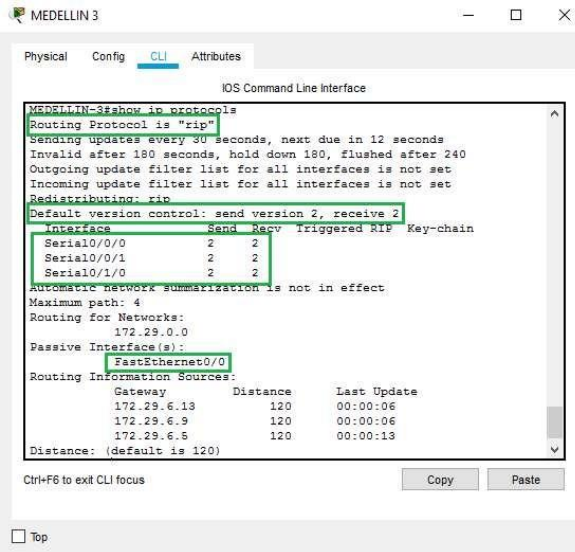 MEDELLIN 3
Physical Config CLI Attributes
IOS Command Line Interface
MEDELLIN-3#show ip protocols
Routing Protocol is "rip"
Sending updates every 30 seconds, next due in 12 seconds
Invalid after 180 seconds, hold down 180, flushed after 240
Outgoing update filter list for all interfaces is not set
Incoming update filter list for all interfaces is not set
Redistributing: rip
Default version control: send version 2, receive 2
Interface Send Recv Triggered RIP Key-chain
Serial0/0/0 2 2
Serial0/0/1 2 2
Serial0/1/0 2 2
Automatic network summarization is not in effect
Maximum path: 4
Routing for Networks:
172.29.0.0
Passive Interface(s):
FastEthernet0/0
Routing Information Sources:
Gateway Distance Last Update
172.29.6.13 120 00:00:06
172.29.6.9 120 00:00:06
172.29.6.5 120 00:00:13
Distance: (default is 120)
Ctrl+F6 to exit CLI focus
Copy Paste
Top